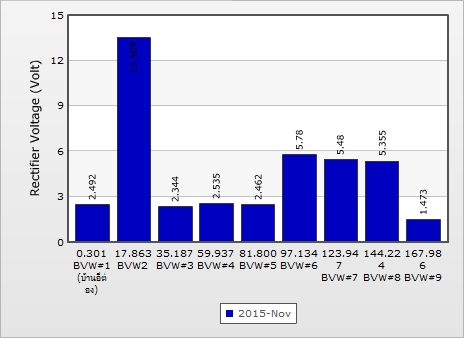 Rectifier Voltage (Volt)
15
12
9
6
3
0
2.492
2.344
2.535
2.462
5.78
5.48
5.355
1.473
0.301
BVW#1
(บ้านอีต่
อง)
17.863
BVW2
35.187
BVW#3
59.937
BVW#4
81.800
BVW#5
97.134
BVW#6
123.94
7
BVW#7
144.22
4
BVW#8
167.98
6
BVW#9
2015-Nov